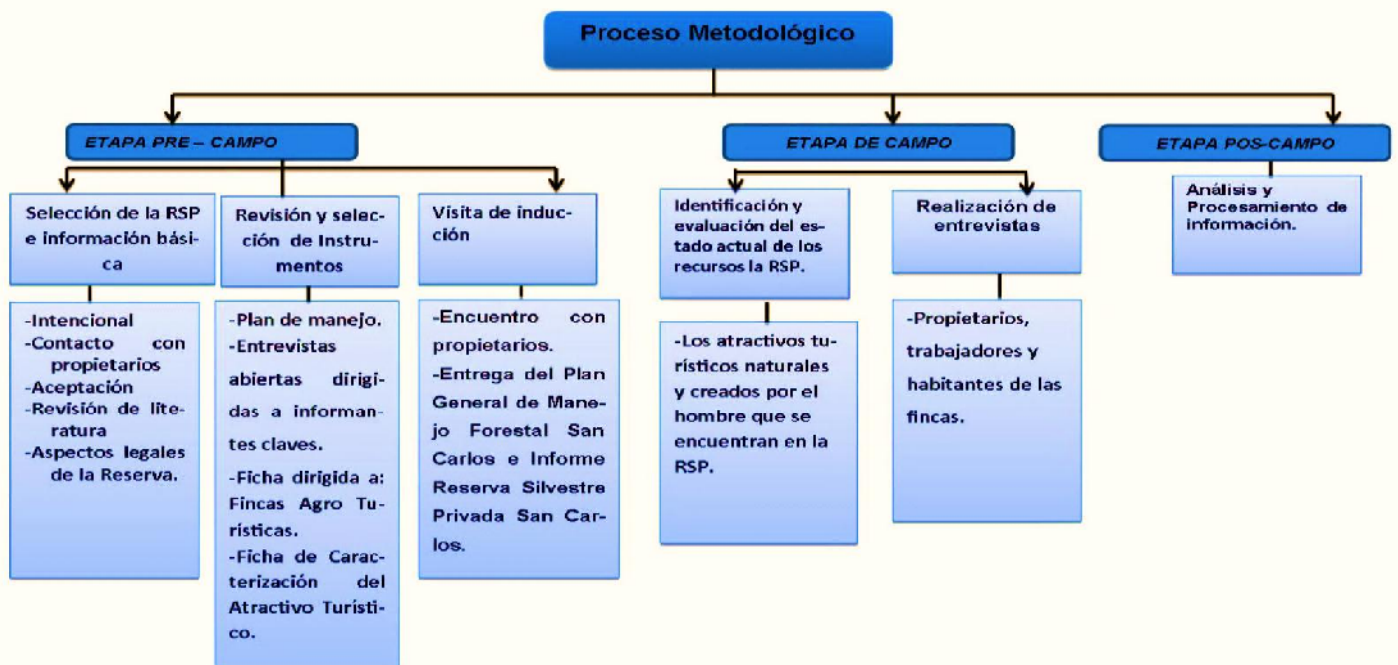 Proceso Metodológico
ETAPA PRE – CAMPO
ETAPA DE CAMPO
ETAPA POS-CAMPO
Selección de la RSP
e información bási-
ca
Revisión y selec-
ción de Instru-
mentos
Visita de induc-
ción
Identificación y
evaluación del es-
tado actual de los
recursos la RSP.
Realización de
entrevistas
Análisis y
Procesamiento de
información.
-Intencional
-Contacto con
propietarios
-Aceptación
-Revisión de lite-
ratura
-Aspectos legales
de la Reserva.
-Plan de manejo.
-Entrevistas
abiertas dirigi-
das a informan-
tes claves.
-Ficha dirigida a:
Fincas Agro Tu-
rísticas.
-Ficha de Carac-
terización del
Atractivo Turísti-
co.
-Encuentro con
propietarios.
-Entrega del Plan
General de Mane-
jo Forestal San
Carlos e Informe
Reserva Silvestre
Privada San Car-
los.
-Los atractivos tu-
rísticos naturales
y creados por el
hombre que se
encuentran en la
RSP.
-Propietarios,
trabajadores y
habitantes de las
fincas.